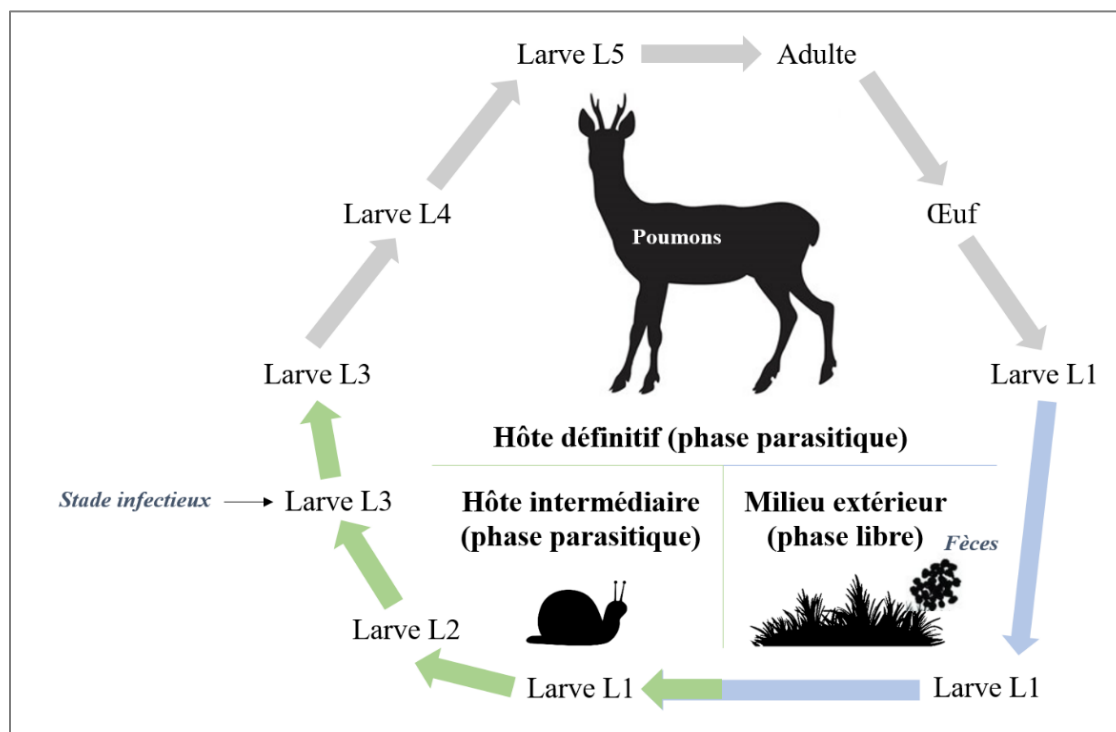 Larve L5
Adulte
Larve L4
Œuf
Poumons
Larve L3
Larve L1
Hôte définitif (phase parasitique)
Stade infectieux
Larve L3
Hôte intermédiaire
(phase parasitique)
Milieu extérieur
(phase libre)
Fèces
Larve L2
Larve L1
Larve L1